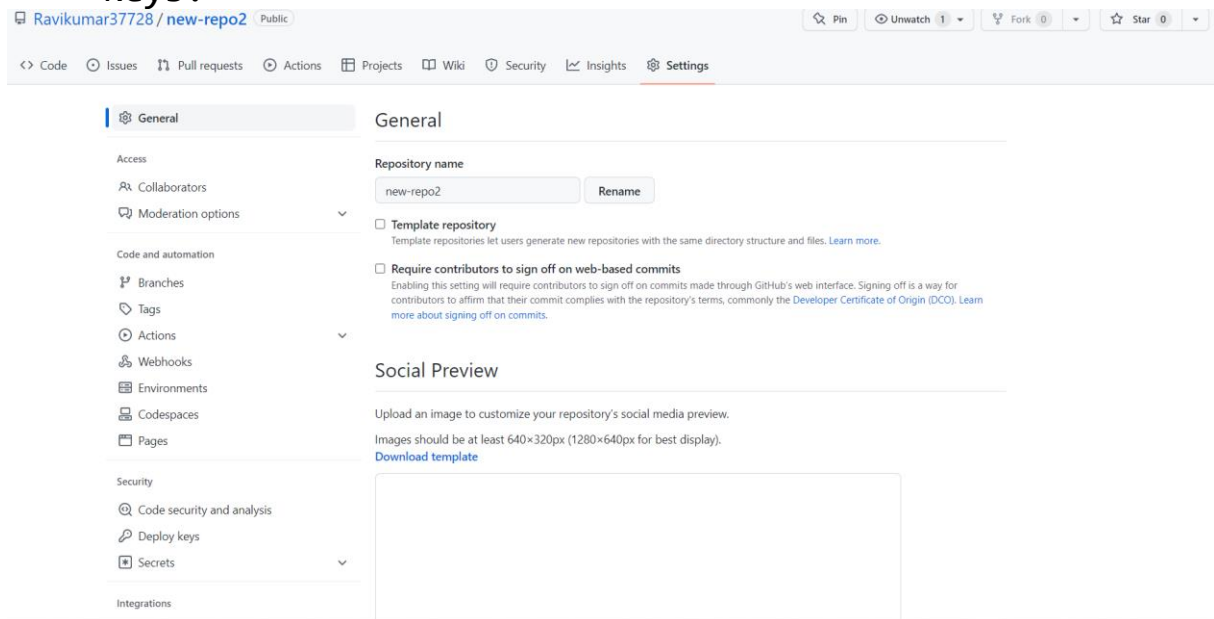 Ravikumar37728 / new-repo2 Public
Pin Unwatch 1 Fork 0 Star 0
Code Issues Pull requests Actions Projects Wiki Security Insights Settings
General
Access
Collaborators
Moderation options
Code and automation
Branches
Tags
Actions
Webhooks
Environments
Codespaces
Pages
Security
Code security and analysis
Deploy keys
Secrets
Integrations
General
Repository name
new-repo2 Rename
Template repository
Template repositories let users generate new repositories with the same directory structure and files. Learn more.
Require contributors to sign off on web-based commits
Enabling this setting will require contributors to sign off on commits made through GitHub's web interface. Signing off is a way for
contributors to affirm that their commit complies with the repository's terms, commonly the Developer Certificate of Origin (DCO). Learn
more about signing off on commits.
Social Preview
Upload an image to customize your repository's social media preview.
Images should be at least 640×320px (1280×640px for best display).
Download template